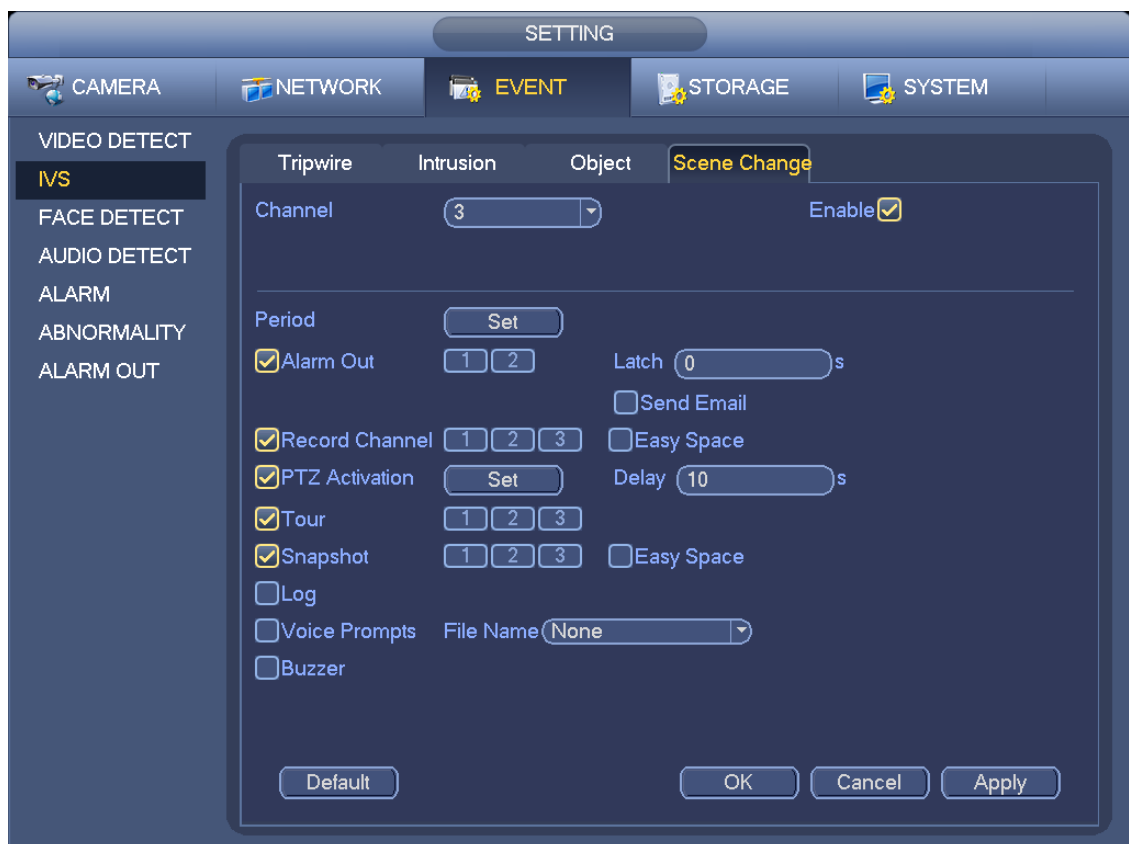 SETTING
CAMERA NETWORK EVENT STORAGE SYSTEM
VIDEO DETECT
IVS
FACE DETECT
AUDIO DETECT
ALARM
ABNORMALITY
ALARM OUT
Tripwire Intrusion Object Scene Change
Channel 3 Enable
Period Set
Alarm Out 1 2 Latch 0 s
Send Email
Record Channel 1 2 3 Easy Space
PTZ Activation Set Delay 10 s
Tour 1 2 3
Snapshot 1 2 3 Easy Space
Log
Voice Prompts File Name None
Buzzer
Default OK Cancel Apply